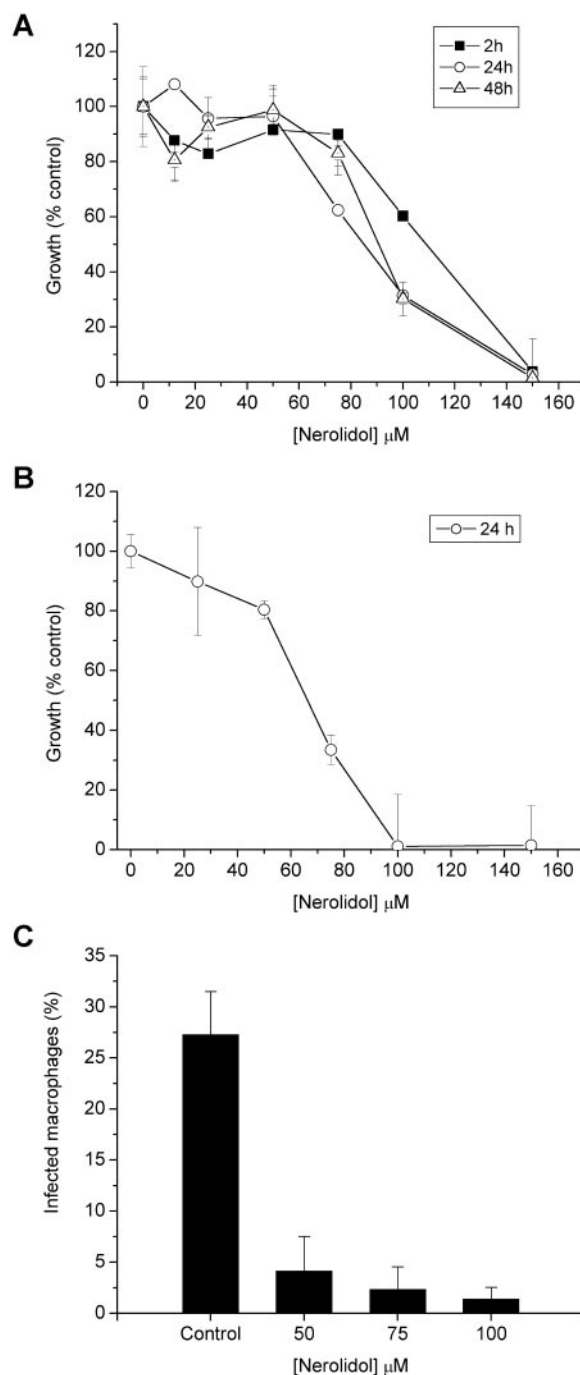 A
2h
24h
48h
120
100
80
60
40
20
0
Growth (% control)
0 20 40 60 80 100 120 140 160
[Nerolidol] μM
B
24 h
120
100
80
60
40
20
0
Growth (% control)
0 20 40 60 80 100 120 140 160
[Nerolidol] μM
C
35
30
25
20
15
10
5
0
Infected macrophages (%)
Control 50 75 100
[Nerolidol] μM